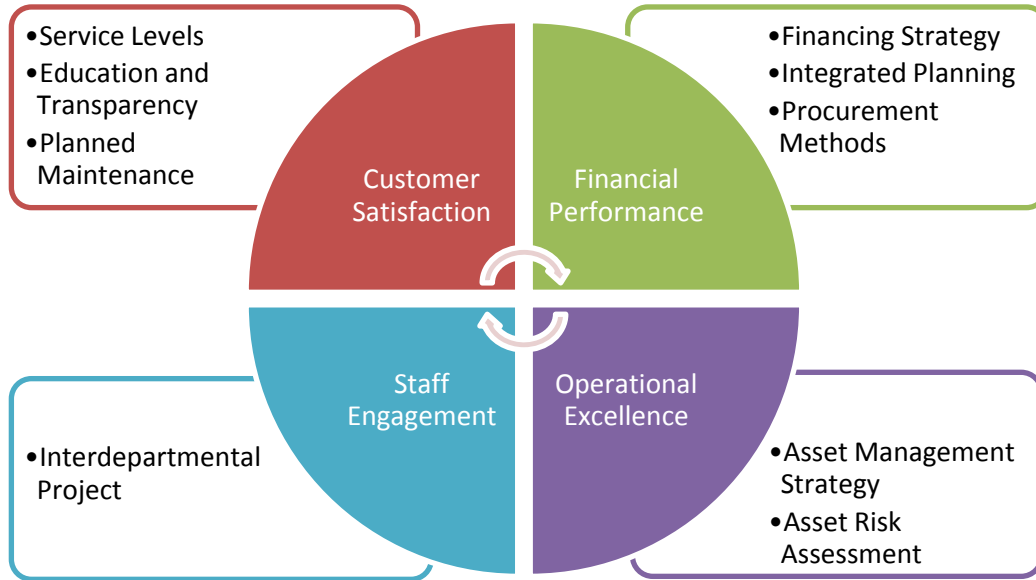 •Service Levels
•Education and
Transparency
•Planned
Maintenance
•Financing Strategy
•Integrated Planning
•Procurement
Methods
Customer
Satisfaction
Financial
Performance
Staff
Engagement
Operational
Excellence
•Interdepartmental
Project
•Asset Management
Strategy
•Asset Risk
Assessment